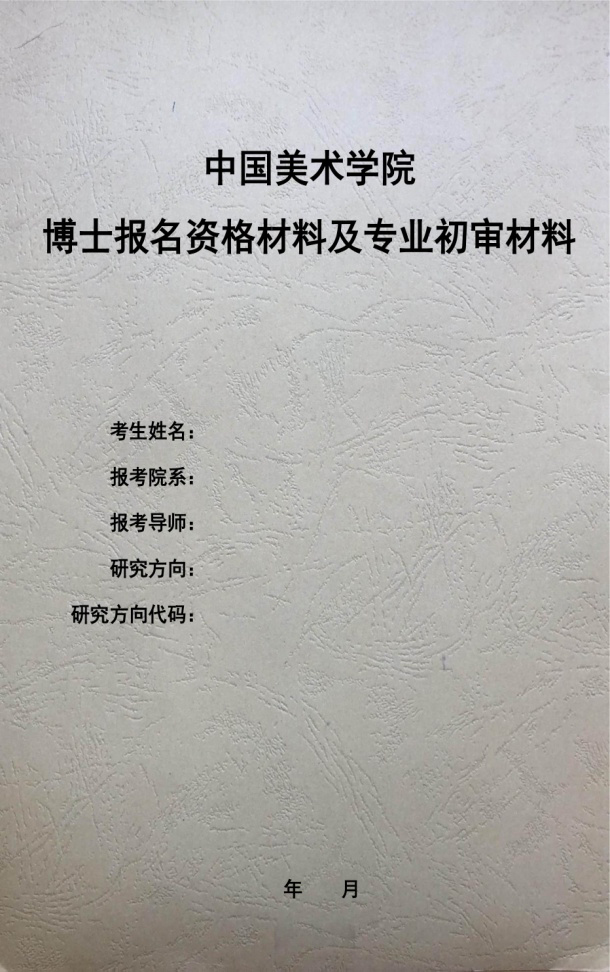 中国美术学院
博士报名资格材料及专业初审材料
考生姓名：
报考院系：
报考导师：
研究方向：
研究方向代码：
年 月